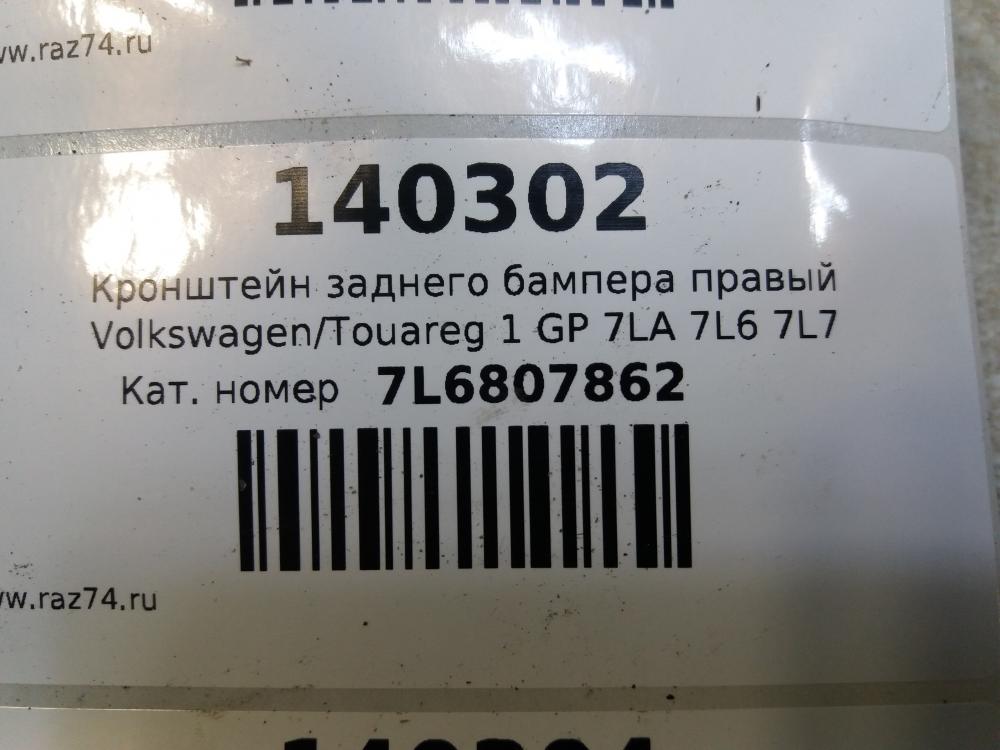 www.raz74.ru
140302
Кронштейн заднего бампера правый
Volkswagen/Touareg 1 GP 7LA 7L6 7L7
Кат. номер 7L6807862
www.raz74.ru